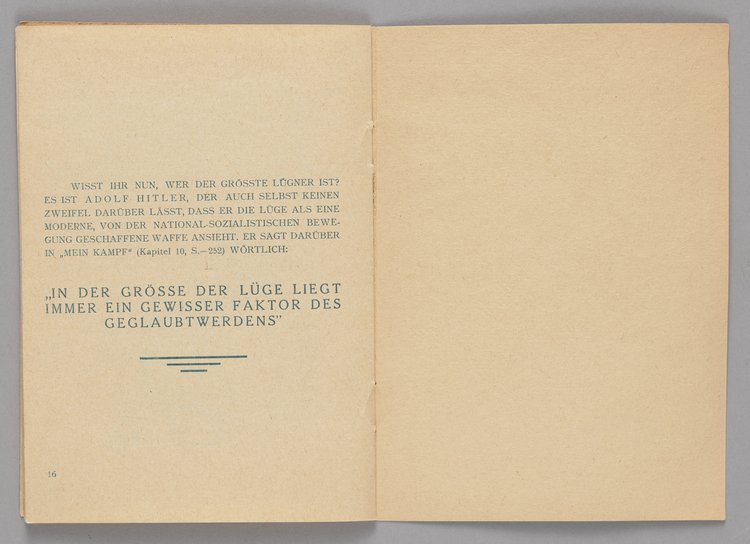 WISST IHR NUN, WER DER GRÖSSTE LÜGNER IST?
ES IST ADOLF HITLER, DER AUCH SELBST KEINEN
ZWEIFEL DARÜBER LÄSST, DASS ER DIE LÜGE ALS EINE
MODERNE, VON DER NATIONAL-SOZIALISTISCHEN BEWE-
GUNG GESCHAFFENE WAFFE ANSIEHT. ER SAGT DARÜBER
IN „MEIN KAMPF“ (Kapitel 10, S.—252) WÖRTLICH:
„IN DER GRÖSSE DER LÜGE LIEGT
IMMER EIN GEWISSER FAKTOR DES
GEGLAUBTWERDENS”
16